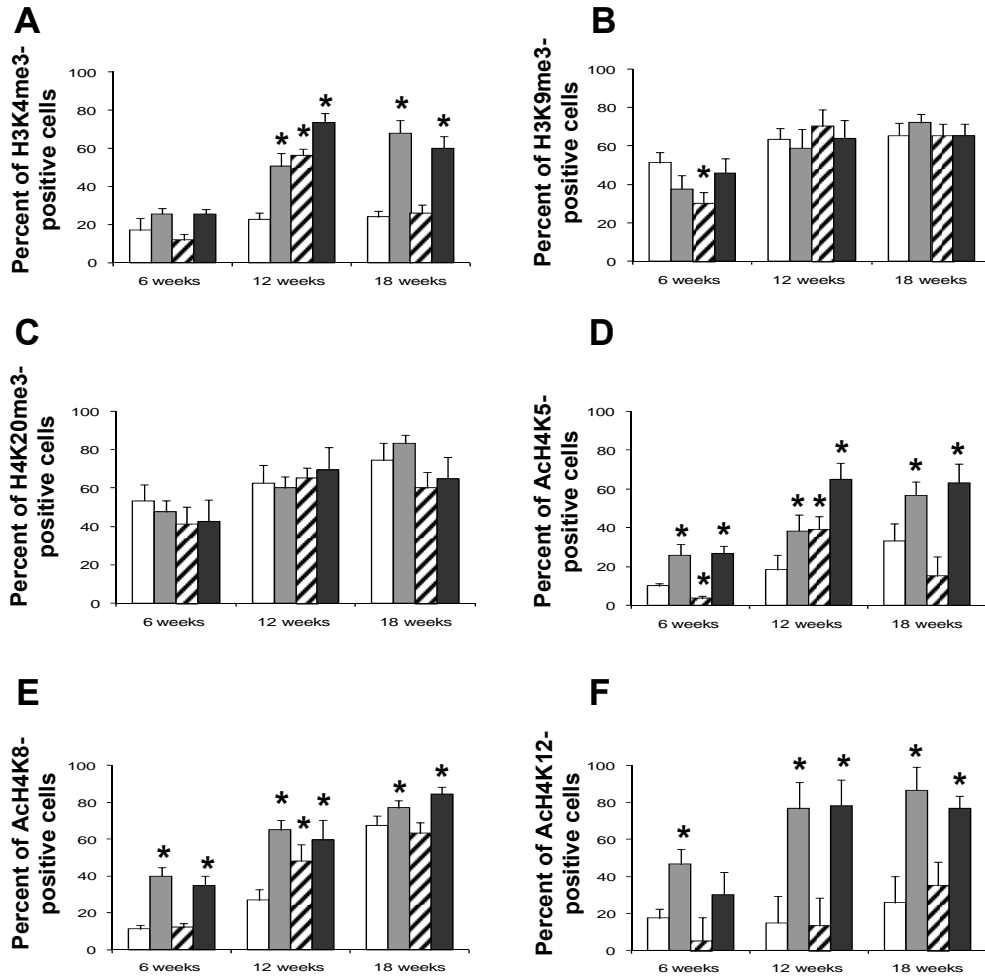 A
Percent of H3K4me3-
positive cells
100
80
60
40
20
0
* * * * *
6 weeks 12 weeks 18 weeks
B
Percent of H3K9me3-
positive cells
100
80
60
40
20
0
*
6 weeks 12 weeks 18 weeks
C
Percent of H4K20me3-
positive cells
100
80
60
40
20
0
6 weeks 12 weeks 18 weeks
D
Percent of AcH4K5-
positive cells
100
80
60
40
20
0
* * * * * * * *
6 weeks 12 weeks 18 weeks
E
Percent of AcH4K8-
positive cells
100
80
60
40
20
0
* * * * * * *
6 weeks 12 weeks 18 weeks
F
Percent of AcH4K12-
positive cells
100
80
60
40
20
0
* * * * *
6 weeks 12 weeks 18 weeks